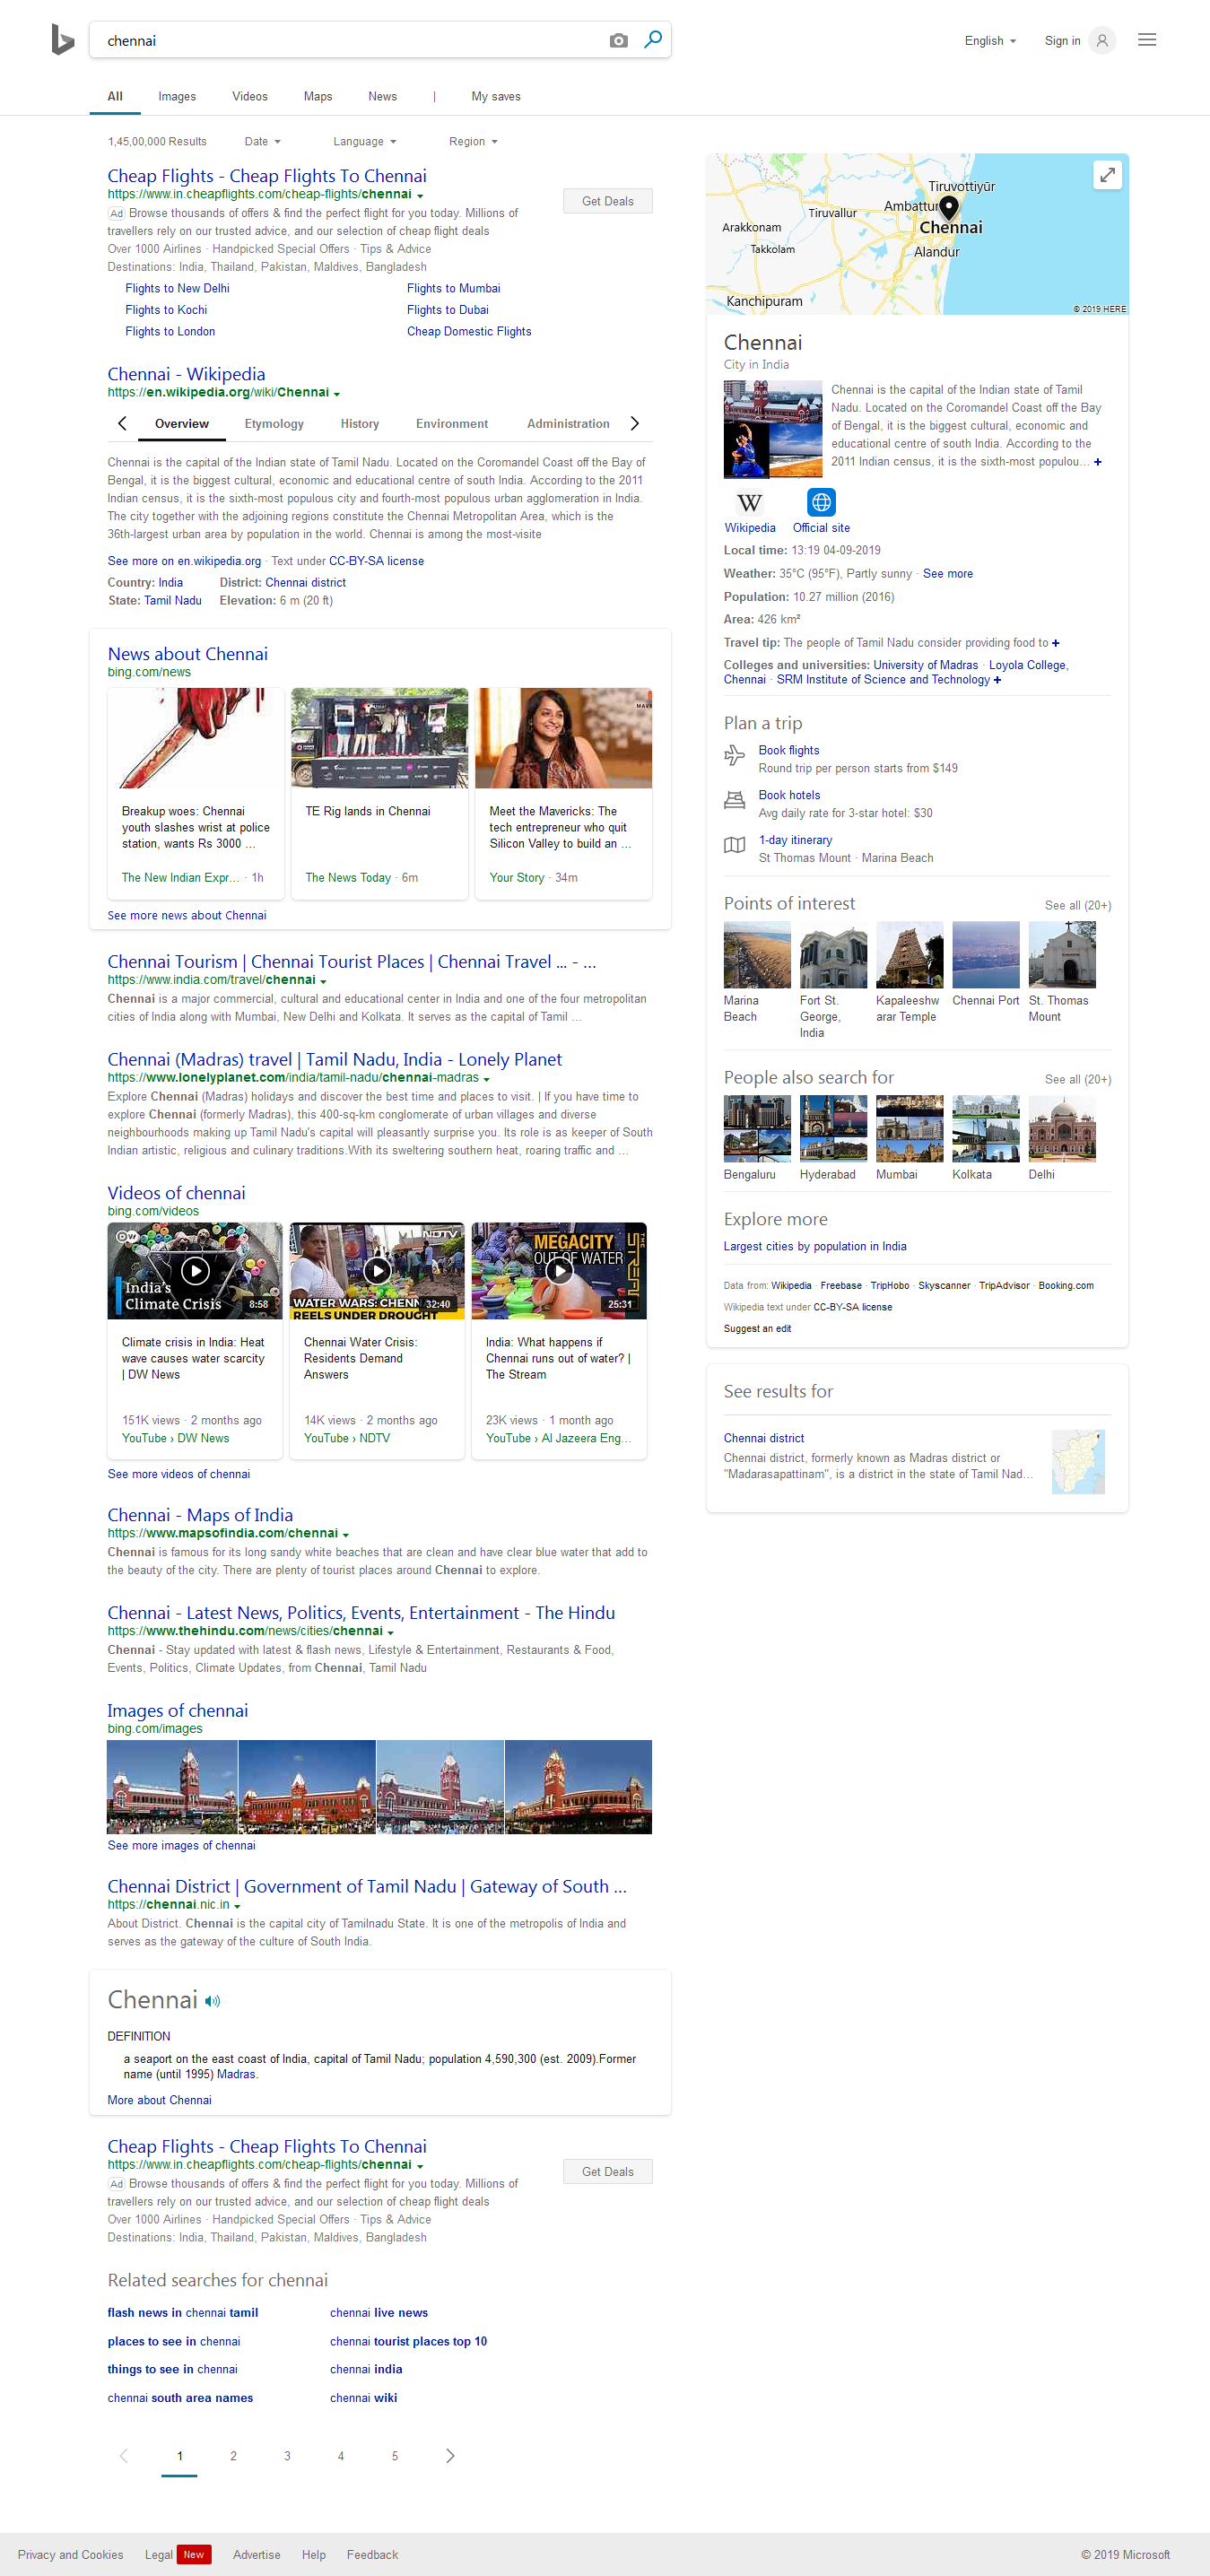 chennai
English
Sign in
All
Images
Videos
Maps
News
|
My saves
1,45,00,000 Results
Date
Language
Region
Cheap Flights - Cheap Flights To Chennai
https://www.in.cheapflights.com/cheap-flights/chennai
Get Deals
Ad Browse thousands of offers & find the perfect flight for you today. Millions of
travellers rely on our trusted advice, and our selection of cheap flight deals
Over 1000 Airlines · Handpicked Special Offers · Tips & Advice
Destinations: India, Thailand, Pakistan, Maldives, Bangladesh
Flights to New Delhi
Flights to Mumbai
Flights to Kochi
Flights to Dubai
Flights to London
Cheap Domestic Flights
Chennai - Wikipedia
https://en.wikipedia.org/wiki/Chennai
Overview
Etymology
History
Environment
Administration
Chennai is the capital of the Indian state of Tamil Nadu. Located on the Coromandel Coast off the Bay of
Bengal, it is the biggest cultural, economic and educational centre of south India. According to the 2011
Indian census, it is the sixth-most populous city and fourth-most populous urban agglomeration in India.
The city together with the adjoining regions constitute the Chennai Metropolitan Area, which is the
36th-largest urban area by population in the world. Chennai is among the most-visite
See more on en.wikipedia.org · Text under CC-BY-SA license
Country: India
District: Chennai district
State: Tamil Nadu
Elevation: 6 m (20 ft)
News about Chennai
bing.com/news
Breakup woes: Chennai
youth slashes wrist at police
station, wants Rs 3000 ...
The New Indian Expr... · 1h
TE Rig lands in Chennai
The News Today · 6m
Meet the Mavericks: The
tech entrepreneur who quit
Silicon Valley to build an ...
Your Story · 34m
See more news about Chennai
Chennai Tourism | Chennai Tourist Places | Chennai Travel ... - ...
https://www.india.com/travel/chennai
Chennai is a major commercial, cultural and educational center in India and one of the four metropolitan
cities of India along with Mumbai, New Delhi and Kolkata. It serves as the capital of Tamil ...
Chennai (Madras) travel | Tamil Nadu, India - Lonely Planet
https://www.lonelyplanet.com/india/tamil-nadu/chennai-madras
Explore Chennai (Madras) holidays and discover the best time and places to visit. | If you have time to
explore Chennai (formerly Madras), this 400-sq-km conglomerate of urban villages and diverse
neighbourhoods making up Tamil Nadu's capital will pleasantly surprise you. Its role is as keeper of South
Indian artistic, religious and culinary traditions.With its sweltering southern heat, roaring traffic and ...
Videos of chennai
bing.com/videos
DW
India's
Climate Crisis
8:58
NDTV
WATER WARS: CHENN
REELS UNDER DROUGHT
32:40
MEGACITY
OUT OF WATER
THE
25:31
Climate crisis in India: Heat
wave causes water scarcity
| DW News
151K views · 2 months ago
YouTube › DW News
Chennai Water Crisis:
Residents Demand
Answers
14K views · 2 months ago
YouTube › NDTV
India: What happens if
Chennai runs out of water? |
The Stream
23K views · 1 month ago
YouTube › Al Jazeera Eng...
See more videos of chennai
Chennai - Maps of India
https://www.mapsofindia.com/chennai
Chennai is famous for its long sandy white beaches that are clean and have clear blue water that add to
the beauty of the city. There are plenty of tourist places around Chennai to explore.
Chennai - Latest News, Politics, Events, Entertainment - The Hindu
https://www.thehindu.com/news/cities/chennai
Chennai - Stay updated with latest & flash news, Lifestyle & Entertainment, Restaurants & Food,
Events, Politics, Climate Updates, from Chennai, Tamil Nadu
Images of chennai
bing.com/images
See more images of chennai
Chennai District | Government of Tamil Nadu | Gateway of South ...
https://chennai.nic.in
About District. Chennai is the capital city of Tamilnadu State. It is one of the metropolis of India and
serves as the gateway of the culture of South India.
Chennai
DEFINITION
a seaport on the east coast of India, capital of Tamil Nadu; population 4,590,300 (est. 2009).Former
name (until 1995) Madras.
More about Chennai
Cheap Flights - Cheap Flights To Chennai
https://www.in.cheapflights.com/cheap-flights/chennai
Get Deals
Ad Browse thousands of offers & find the perfect flight for you today. Millions of
travellers rely on our trusted advice, and our selection of cheap flight deals
Over 1000 Airlines · Handpicked Special Offers · Tips & Advice
Destinations: India, Thailand, Pakistan, Maldives, Bangladesh
Related searches for chennai
flash news in chennai tamil
chennai live news
places to see in chennai
chennai tourist places top 10
things to see in chennai
chennai india
chennai south area names
chennai wiki
1
2
3
4
5
Tiruvottiyūr
Tiruvallur
Ambattur
Arakkonam
Chennai
Takkolam
Alandur
Kanchipuram
© 2019 HERE
Chennai
City in India
Chennai is the capital of the Indian state of Tamil
Nadu. Located on the Coromandel Coast off the Bay
of Bengal, it is the biggest cultural, economic and
educational centre of south India. According to the
2011 Indian census, it is the sixth-most populou... +
W
Wikipedia
Official site
Local time: 13:19 04-09-2019
Weather: 35°C (95°F), Partly sunny · See more
Population: 10.27 million (2016)
Area: 426 km²
Travel tip: The people of Tamil Nadu consider providing food to +
Colleges and universities: University of Madras · Loyola College,
Chennai · SRM Institute of Science and Technology +
Plan a trip
Book flights
Round trip per person starts from $149
Book hotels
Avg daily rate for 3-star hotel: $30
1-day itinerary
St Thomas Mount · Marina Beach
Points of interest
See all (20+)
Marina
Beach
Fort St.
George,
India
Kapaleeshw
arar Temple
Chennai Port
St. Thomas
Mount
People also search for
See all (20+)
Bengaluru
Hyderabad
Mumbai
Kolkata
Delhi
Explore more
Largest cities by population in India
Data from: Wikipedia · Freebase · TripHobo · Skyscanner · TripAdvisor · Booking.com
Wikipedia text under CC-BY-SA license
Suggest an edit
See results for
Chennai district
Chennai district, formerly known as Madras district or
"Madarasapattinam", is a district in the state of Tamil Nad...
Privacy and Cookies
Legal
New
Advertise
Help
Feedback
© 2019 Microsoft